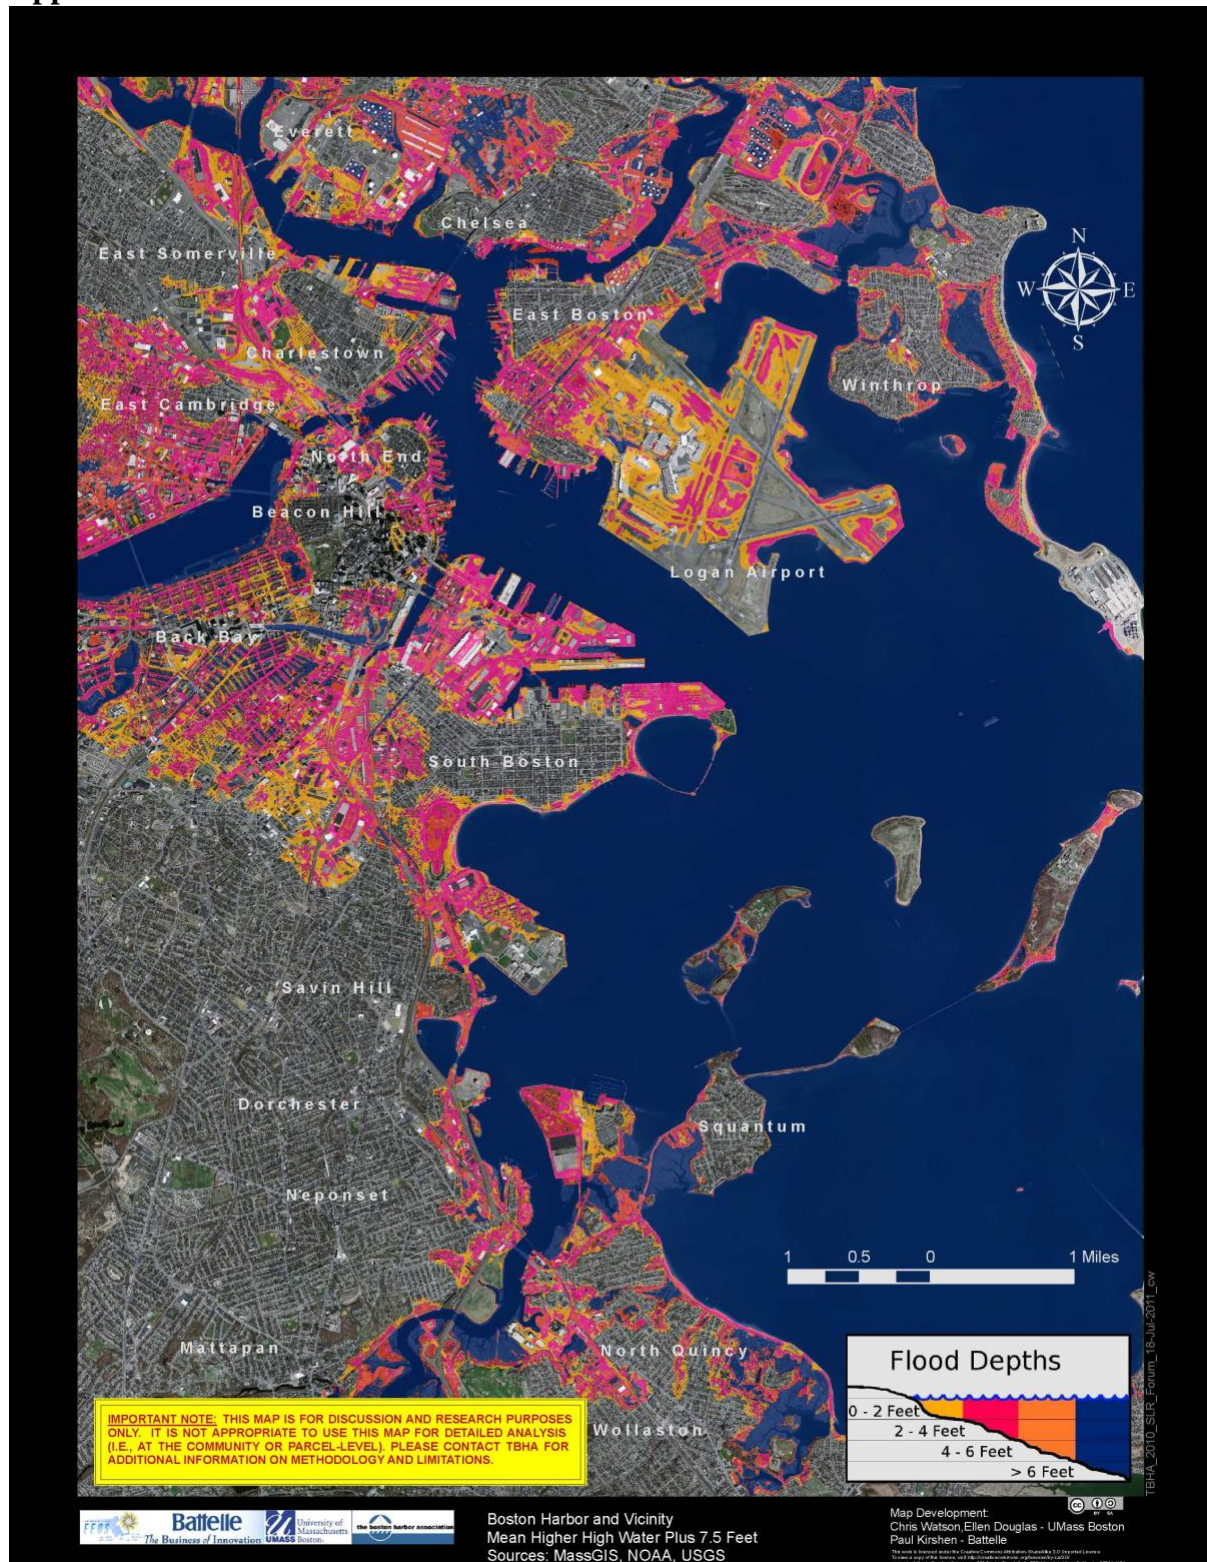 Everett
Chelsea
East Somerville
N
W E
S
East Boston
Charlestown
Winthrop
East Cambridge
North End
Beacon Hill
Logan Airport
Back Bay
South Boston
Savin Hill
Dorchester
Squantum
Neponset
1 0.5 0 1 Miles
Mattapan
North Quincy
Wollaston
Flood Depths
0 - 2 Feet
2 - 4 Feet
4 - 6 Feet
> 6 Feet
TBHA_2010_SLR_Forum_18-Jul-2011_cw
IMPORTANT NOTE: THIS MAP IS FOR DISCUSSION AND RESEARCH PURPOSES
ONLY. IT IS NOT APPROPRIATE TO USE THIS MAP FOR DETAILED ANALYSIS
(I.E., AT THE COMMUNITY OR PARCEL-LEVEL). PLEASE CONTACT TBHA FOR
ADDITIONAL INFORMATION ON METHODOLOGY AND LIMITATIONS.
EEOS
Battelle
The Business of Innovation
UMASS
BOSTON
University of
Massachusetts
Boston
the boston harbor association
Boston Harbor and Vicinity
Mean Higher High Water Plus 7.5 Feet
Sources: MassGIS, NOAA, USGS
cc
BY SA
Map Development:
Chris Watson,Ellen Douglas - UMass Boston
Paul Kirshen - Battelle